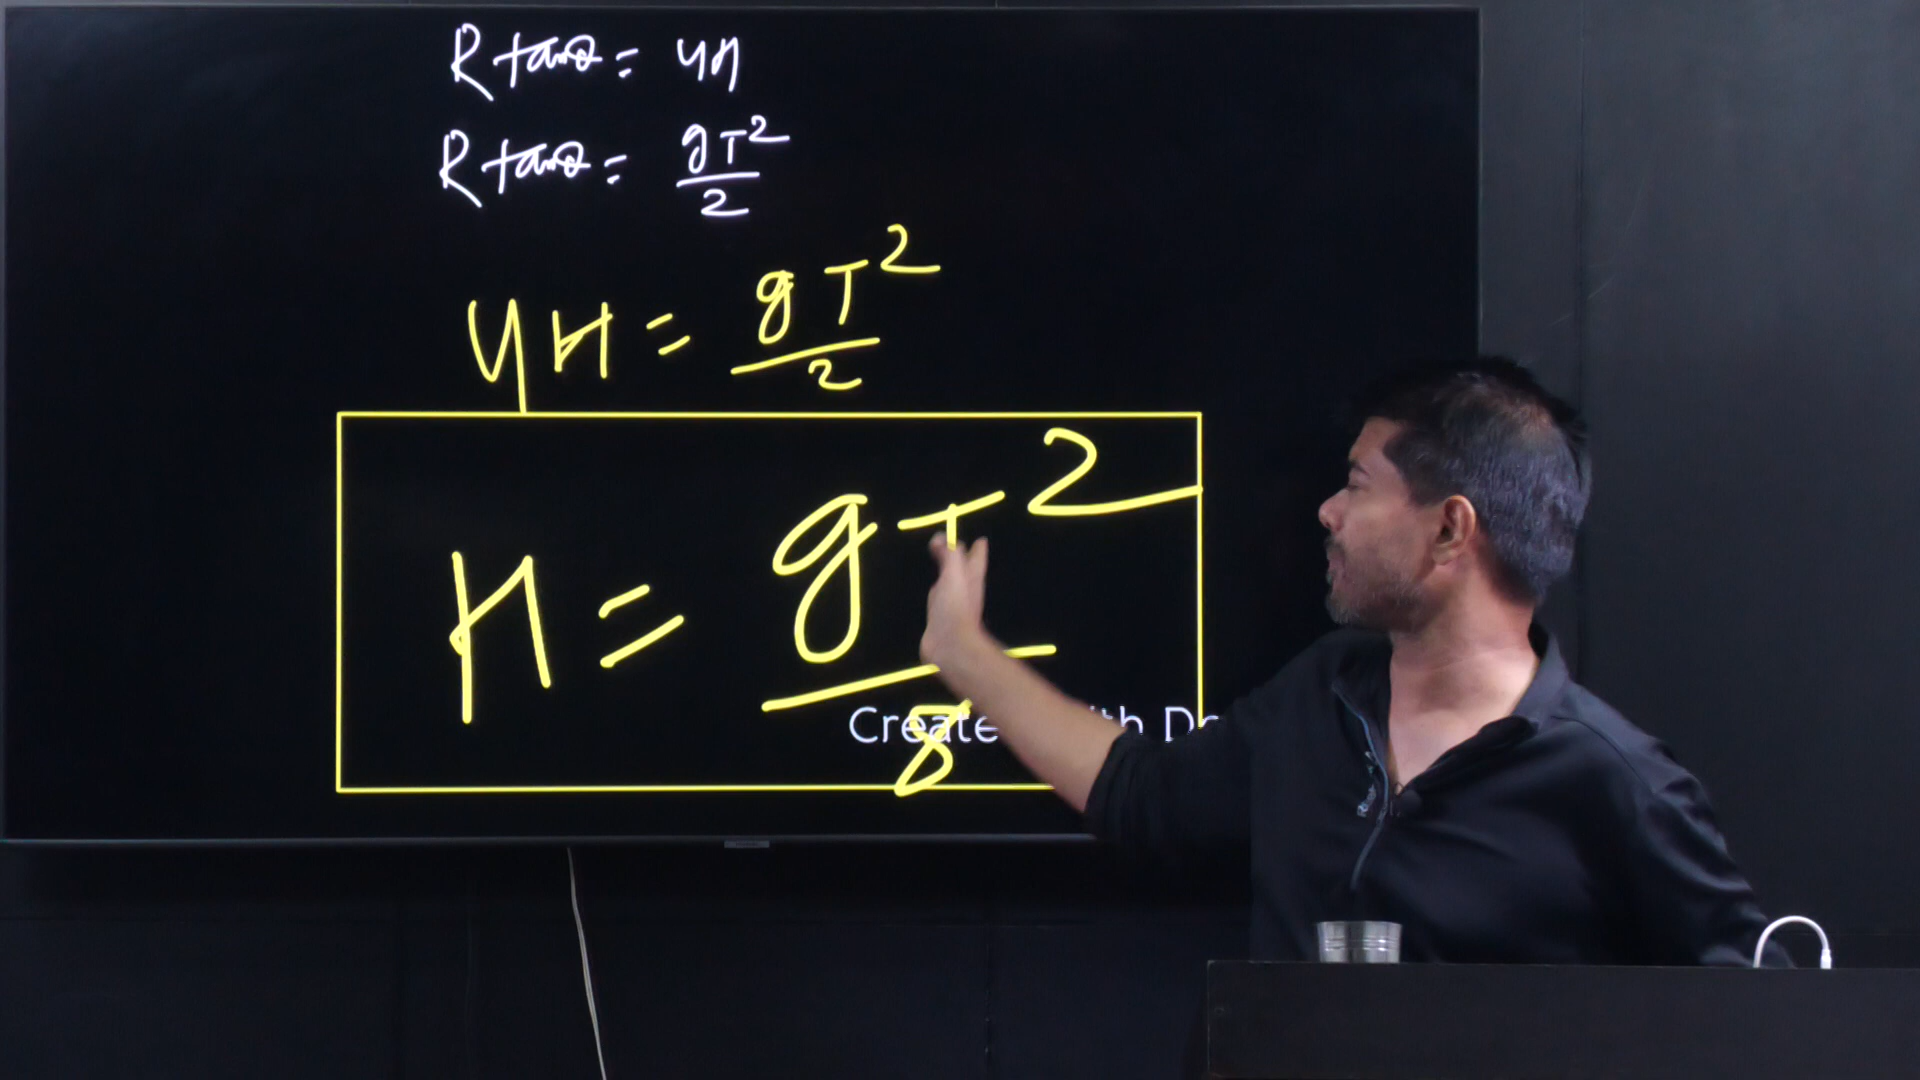 R tanθ = 4H
R tanθ = gT²/2
4H = gT²/2
H = gT²/8
Create